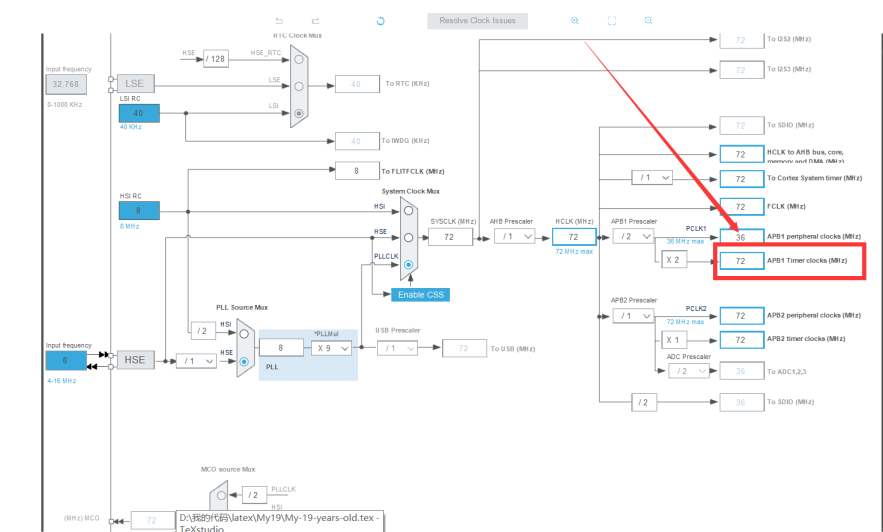 Resolve Clock Issues
RTC Clock Mux
To I2S2 (MHz)
72
HSE
/ 128
HSE_RTC
Input frequency
32.768
0-1000 KHz
LSE
LSE
40
To RTC (KHz)
72
To I2S3 (MHz)
LSI RC
40
40 KHz
LSI
40
To IWDG (KHz)
72
To SDIO (MHz)
72
HCLK to AHB bus, core,
memory and DMA (MHz)
8
To FLITFCLK (MHz)
/ 1
72
To Cortex System timer (MHz)
System Clock Mux
HSI RC
8
8 MHz
HSI
72
FCLK (MHz)
SYSCLK (MHz)
AHB Prescaler
HCLK (MHz)
APB1 Prescaler
HSE
72
/ 1
72
72 MHz max
/ 2
PCLK1
36 MHz max
36
APB1 peripheral clocks (MHz)
PLLCLK
X 2
72
APB1 Timer clocks (MHz)
Enable CSS
APB2 Prescaler
PLL Source Mux
/ 1
PCLK2
72 MHz max
72
APB2 peripheral clocks (MHz)
/ 2
HSI
*PLLMul
USB Prescaler
X 1
72
APB2 timer clocks (MHz)
Input frequency
8
4-16 MHz
HSE
/ 1
HSE
8
X 9
PLL
/ 1
72
To USB (MHz)
ADC Prescaler
/ 2
36
To ADC1,2,3
/ 2
36
To SDIO (MHz)
MCO source Mux
/ 2
PLLCLK
HSI
(MHz) MCO
72
D:\我的代码\latex\My19\My-19-years-old.tex -
TeXstudio